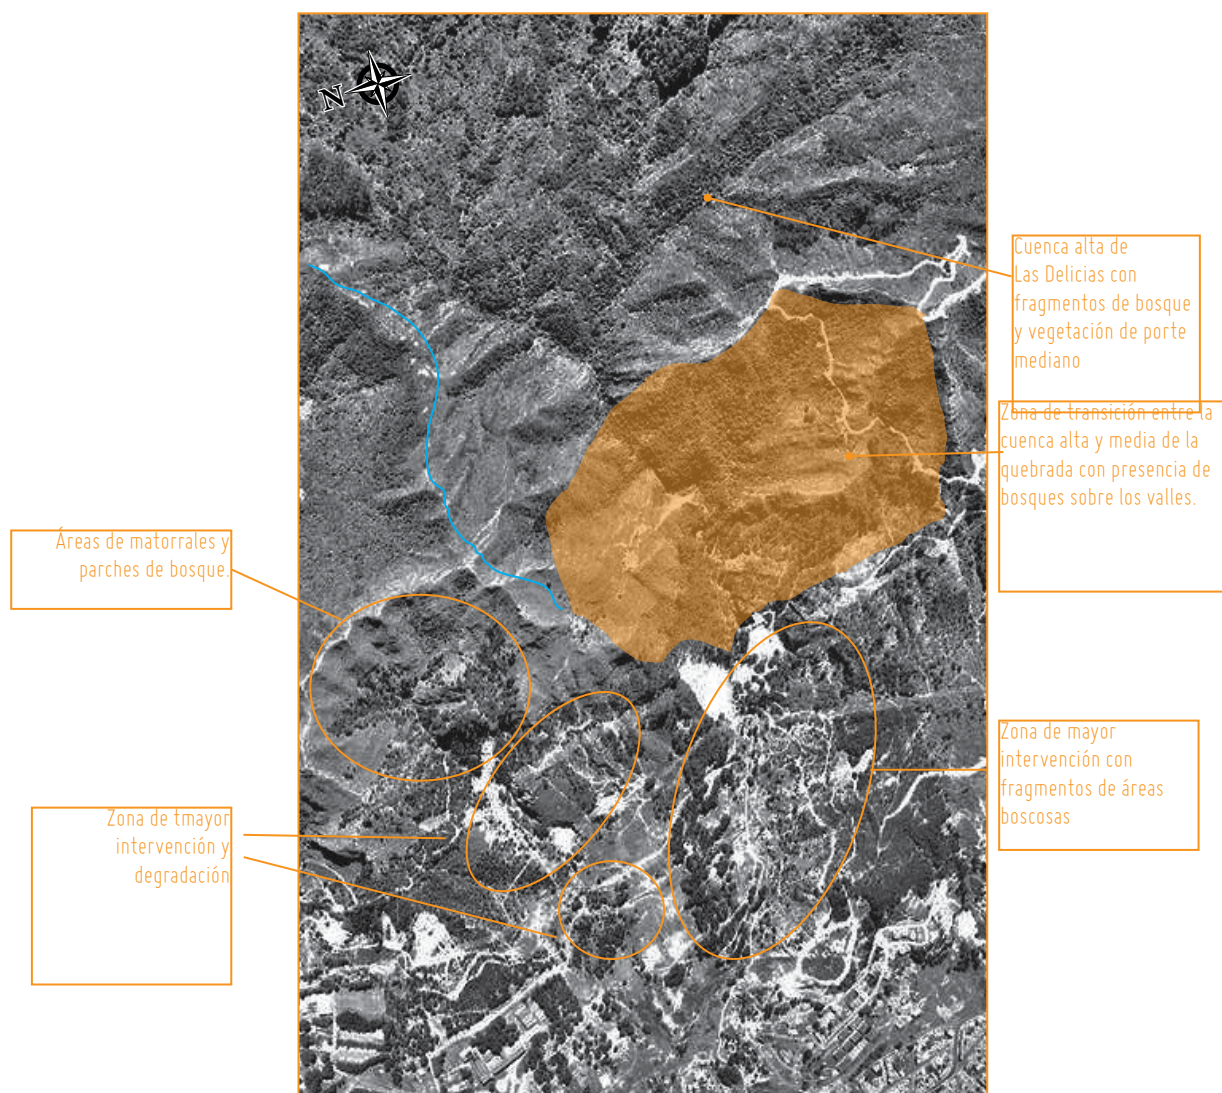 N
Cuenca alta de
Las Delicias con
fragmentos de bosque
y vegetación de porte
mediano
Zona de transición entre la
cuenca alta y media de la
quebrada con presencia de
bosques sobre los valles.
Áreas de matorrales y
parches de bosque.
Zona de mayor
intervención con
fragmentos de áreas
boscosas
Zona de tmayor
intervención y
degradación